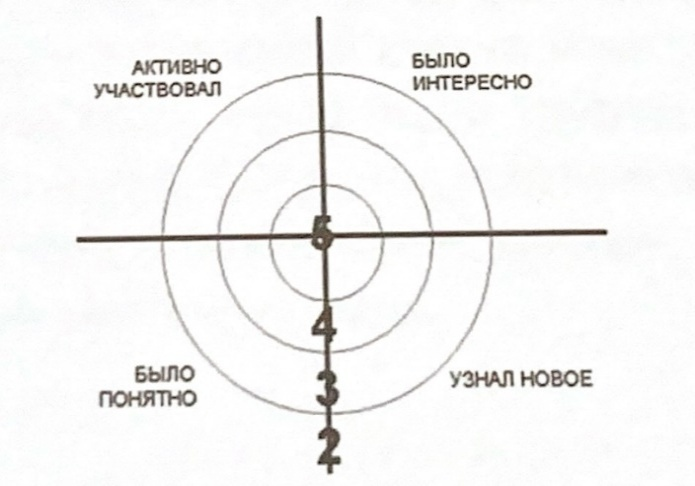 АКТИВНО
УЧАСТВОВАЛ
БЫЛО
ИНТЕРЕСНО
5
4
БЫЛО
ПОНЯТНО
3
УЗНАЛ НОВОЕ
2